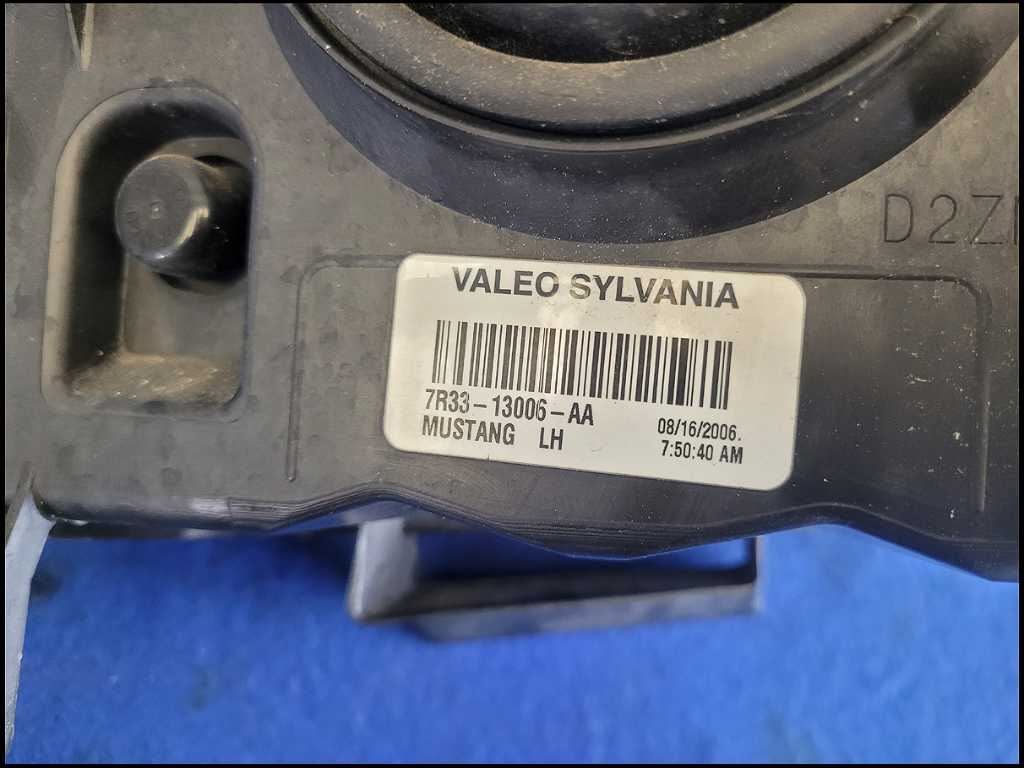 D2Z
VALEO SYLVANIA
7R33-13006-AA
MUSTANG LH
08/16/2006.
7:50:40 AM